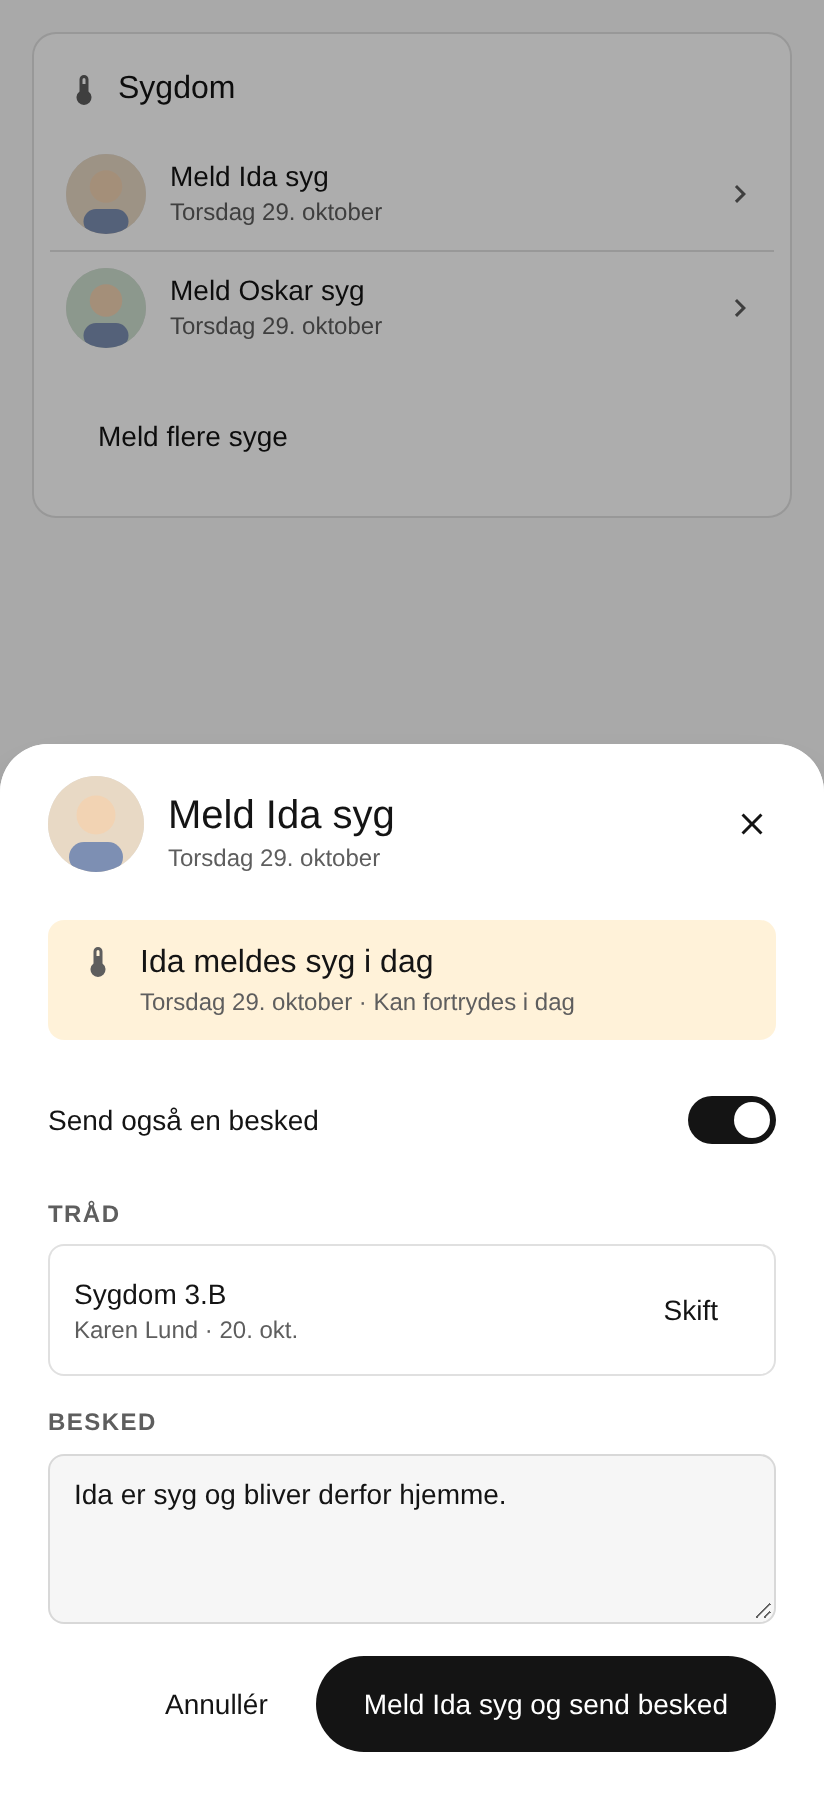 Sygdom
Meld Ida syg
Torsdag 29. oktober
Meld Oskar syg
Torsdag 29. oktober
Meld flere syge
Meld Ida syg
Torsdag 29. oktober
Ida meldes syg i dag
Torsdag 29. oktober · Kan fortrydes i dag
Send også en besked
TRÅD
Sygdom 3.B
Karen Lund · 20. okt.
Skift
BESKED
Ida er syg og bliver derfor hjemme.
Annullér
Meld Ida syg og send besked